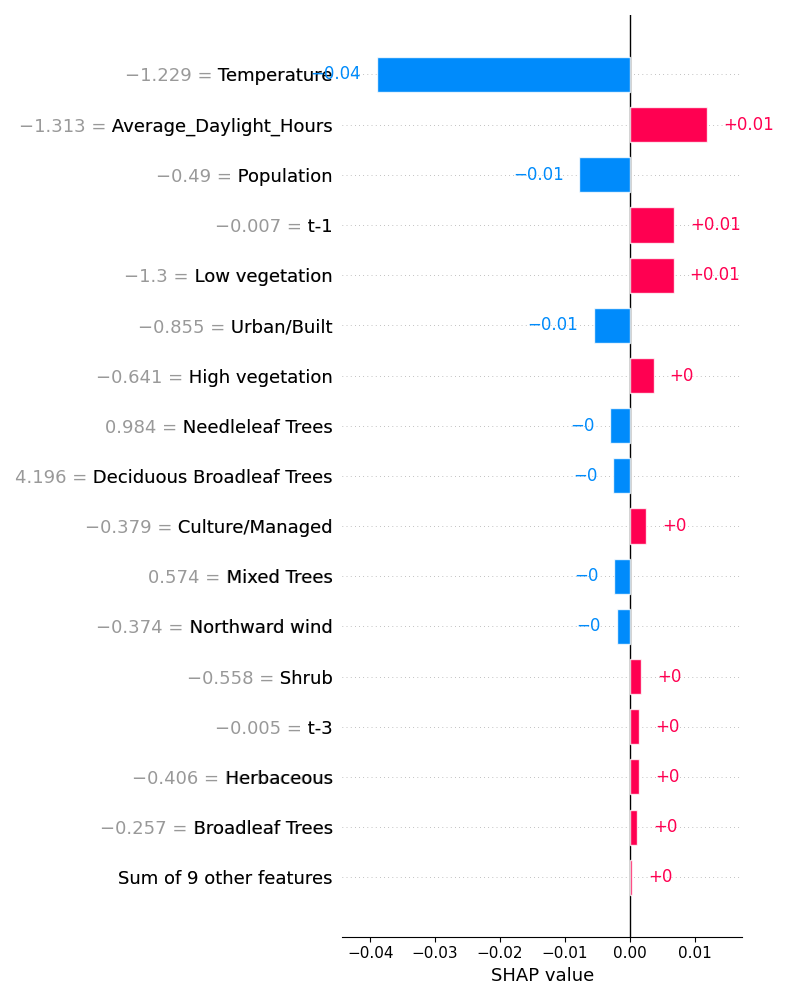 −1.229 = Temperature −0.04
−1.313 = Average_Daylight_Hours +0.01
−0.49 = Population −0.01
−0.007 = t-1 +0.01
−1.3 = Low vegetation +0.01
−0.855 = Urban/Built −0.01
−0.641 = High vegetation +0
0.984 = Needleleaf Trees −0
4.196 = Deciduous Broadleaf Trees −0
−0.379 = Culture/Managed +0
0.574 = Mixed Trees −0
−0.374 = Northward wind −0
−0.558 = Shrub +0
−0.005 = t-3 +0
−0.406 = Herbaceous +0
−0.257 = Broadleaf Trees +0
Sum of 9 other features +0
−0.04 −0.03 −0.02 −0.01 0.00 0.01
SHAP value